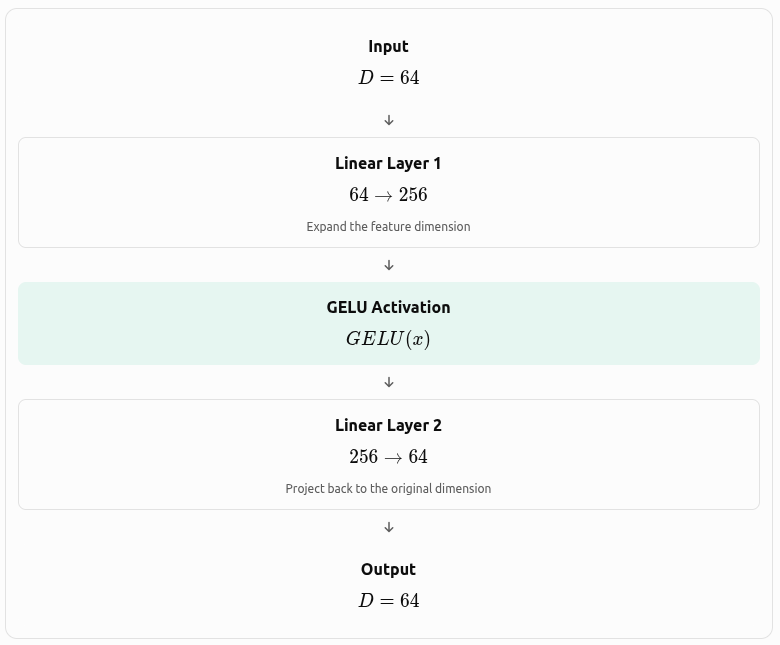 Input
D = 64
↓
Linear Layer 1
64 → 256
Expand the feature dimension
↓
GELU Activation
GELU(x)
↓
Linear Layer 2
256 → 64
Project back to the original dimension
↓
Output
D = 64